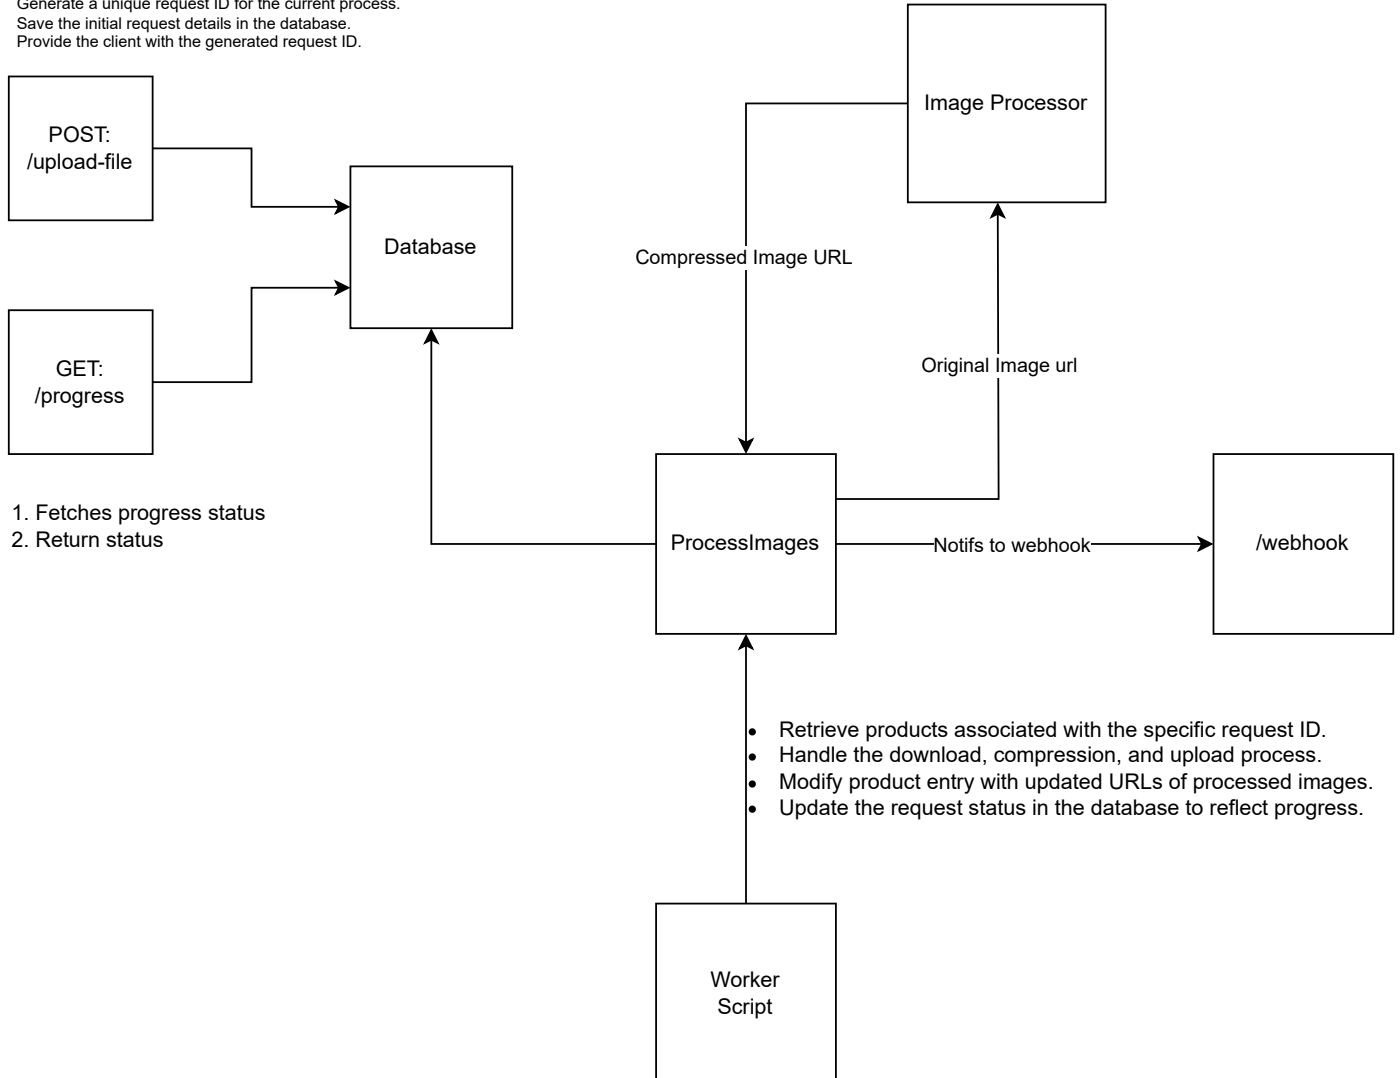 Generate a unique request ID for the current process.
Save the initial request details in the database.
Provide the client with the generated request ID.
POST:
/upload-file
Image Processor
Database
Compressed Image URL
GET:
/progress
Original Image url
1. Fetches progress status
2. Return status
ProcessImages
Notifs to webhook
/webhook
• Retrieve products associated with the specific request ID.
• Handle the download, compression, and upload process.
• Modify product entry with updated URLs of processed images.
• Update the request status in the database to reflect progress.
Worker
Script